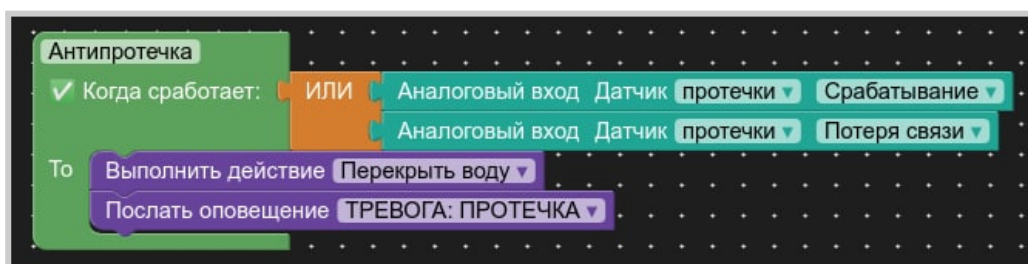 Антипротечка
Когда сработает: ИЛИ Аналоговый вход Датчик протечки Срабатывание
Аналоговый вход Датчик протечки Потеря связи
То Выполнить действие Перекрыть воду
Послать оповещение ТРЕВОГА: ПРОТЕЧКА